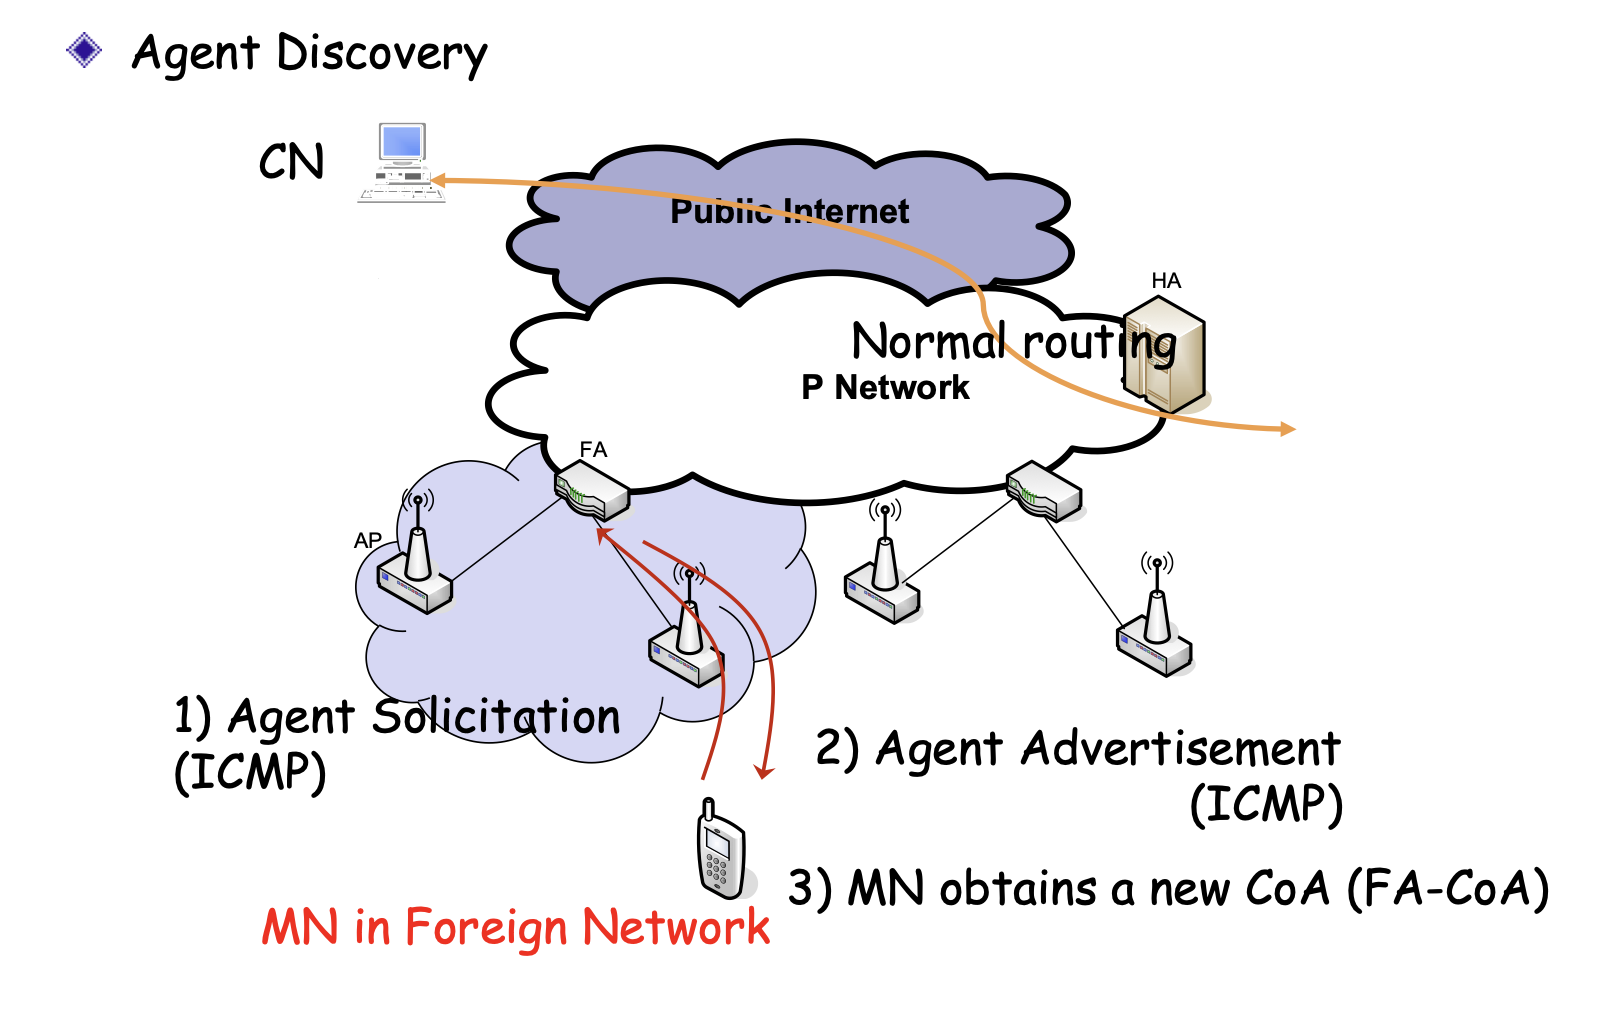 Agent Discovery
CN
Public Internet
HA
Normal routing
P Network
FA
AP
1) Agent Solicitation
(ICMP)
2) Agent Advertisement
(ICMP)
3) MN obtains a new CoA (FA-CoA)
MN in Foreign Network